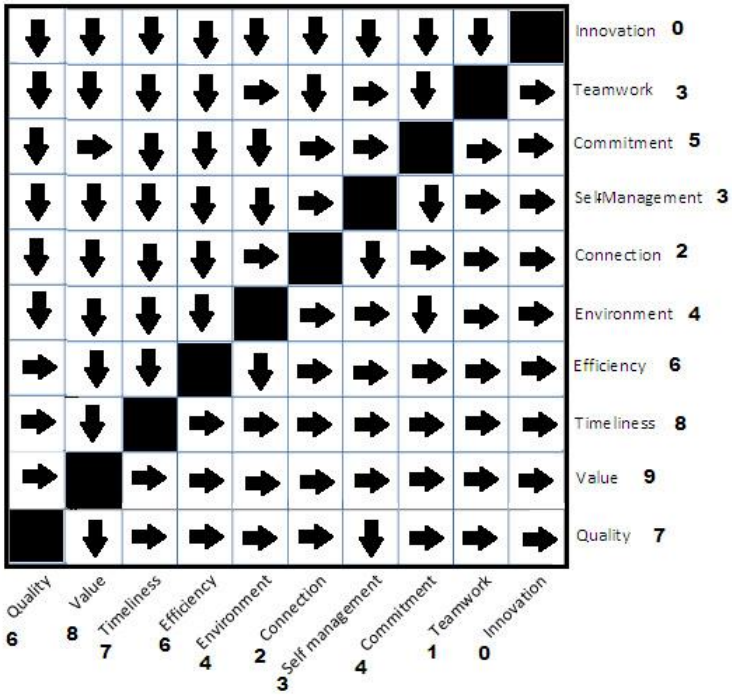 Innovation 0
Teamwork 3
Commitment 5
Self-Management 3
Connection 2
Environment 4
Efficiency 6
Timeliness 8
Value 9
Quality 7
Quality Value Timeliness Efficiency Environment Connection Self management Commitment Teamwork Innovation
6 8 7 6 4 2 3 4 1 0